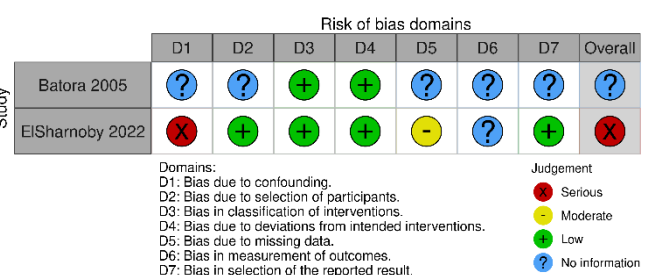 Risk of bias domains
D1 D2 D3 D4 D5 D6 D7 Overall
Study
Batora 2005 ? ? + + ? ? ? ?
ElSharnoby 2022 X + + + - ? + X
Domains:
D1: Bias due to confounding.
D2: Bias due to selection of participants.
D3: Bias in classification of interventions.
D4: Bias due to deviations from intended interventions.
D5: Bias due to missing data.
D6: Bias in measurement of outcomes.
D7: Bias in selection of the reported result.
Judgement
X Serious
- Moderate
+ Low
? No information